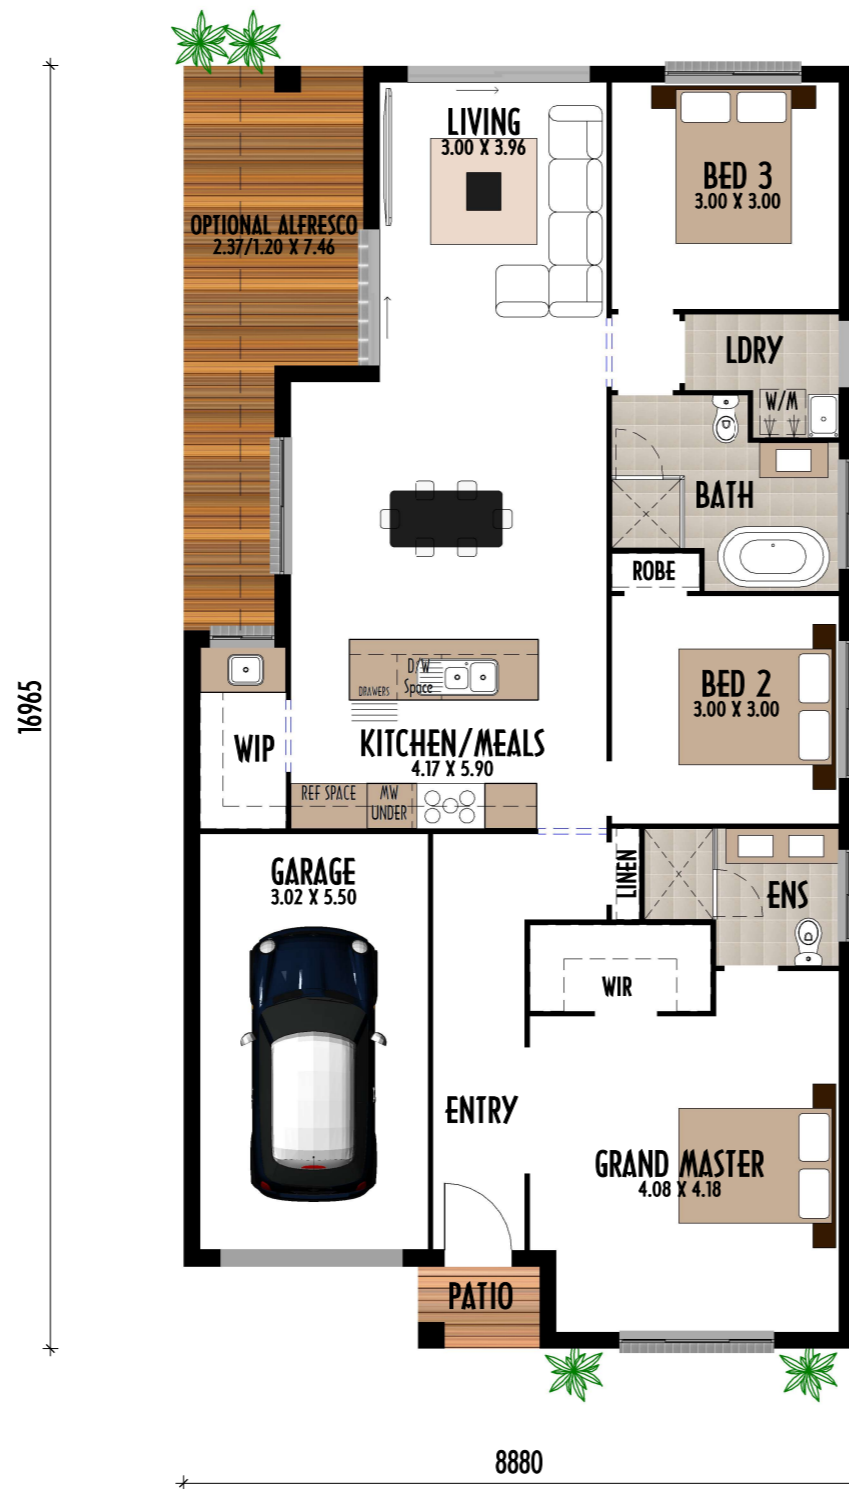 LIVING
3.00 X 3.96
BED 3
3.00 X 3.00
OPTIONAL ALFRESCO
2.37/1.20 X 7.46
LDRY
W/M
BATH
ROBE
BED 2
3.00 X 3.00
D/W
Space
DRAWERS
16965
WIP
KITCHEN/MEALS
4.17 X 5.90
REF SPACE
MW
UNDER
GARAGE
3.02 X 5.50
LINEN
ENS
WIR
ENTRY
GRAND MASTER
4.08 X 4.18
PATIO
8880